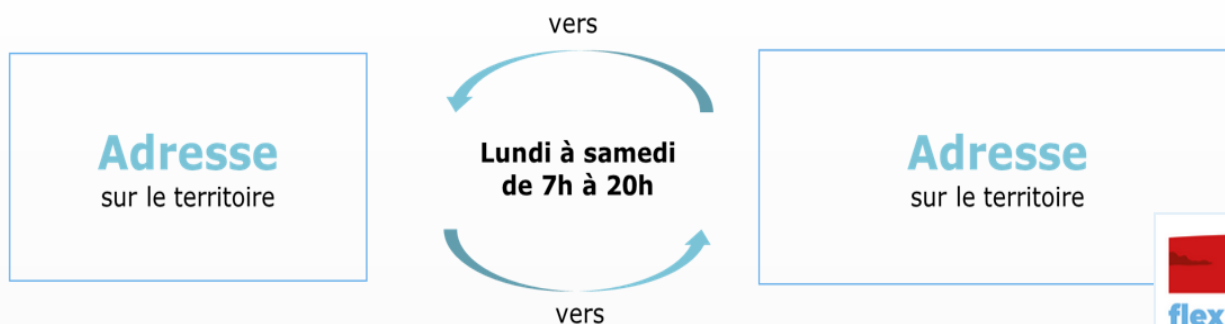 vers
Adresse
sur le territoire
Lundi à samedi
de 7h à 20h
Adresse
sur le territoire
vers
flex